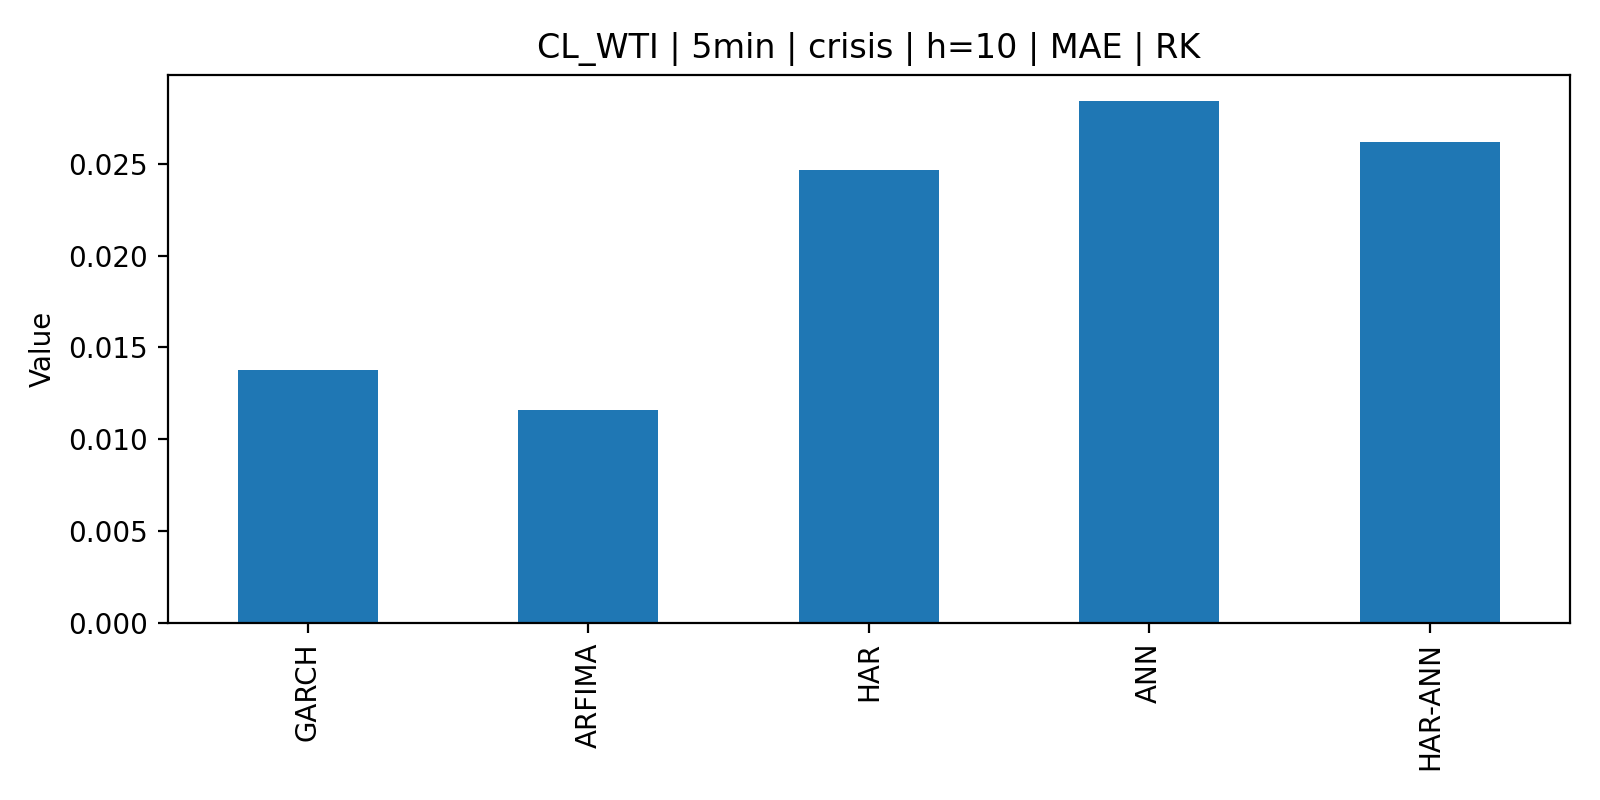 CL_WTI | 5min | crisis | h=10 | MAE | RK
Value
0.025
0.020
0.015
0.010
0.005
0.000
GARCH
ARFIMA
HAR
ANN
HAR-ANN